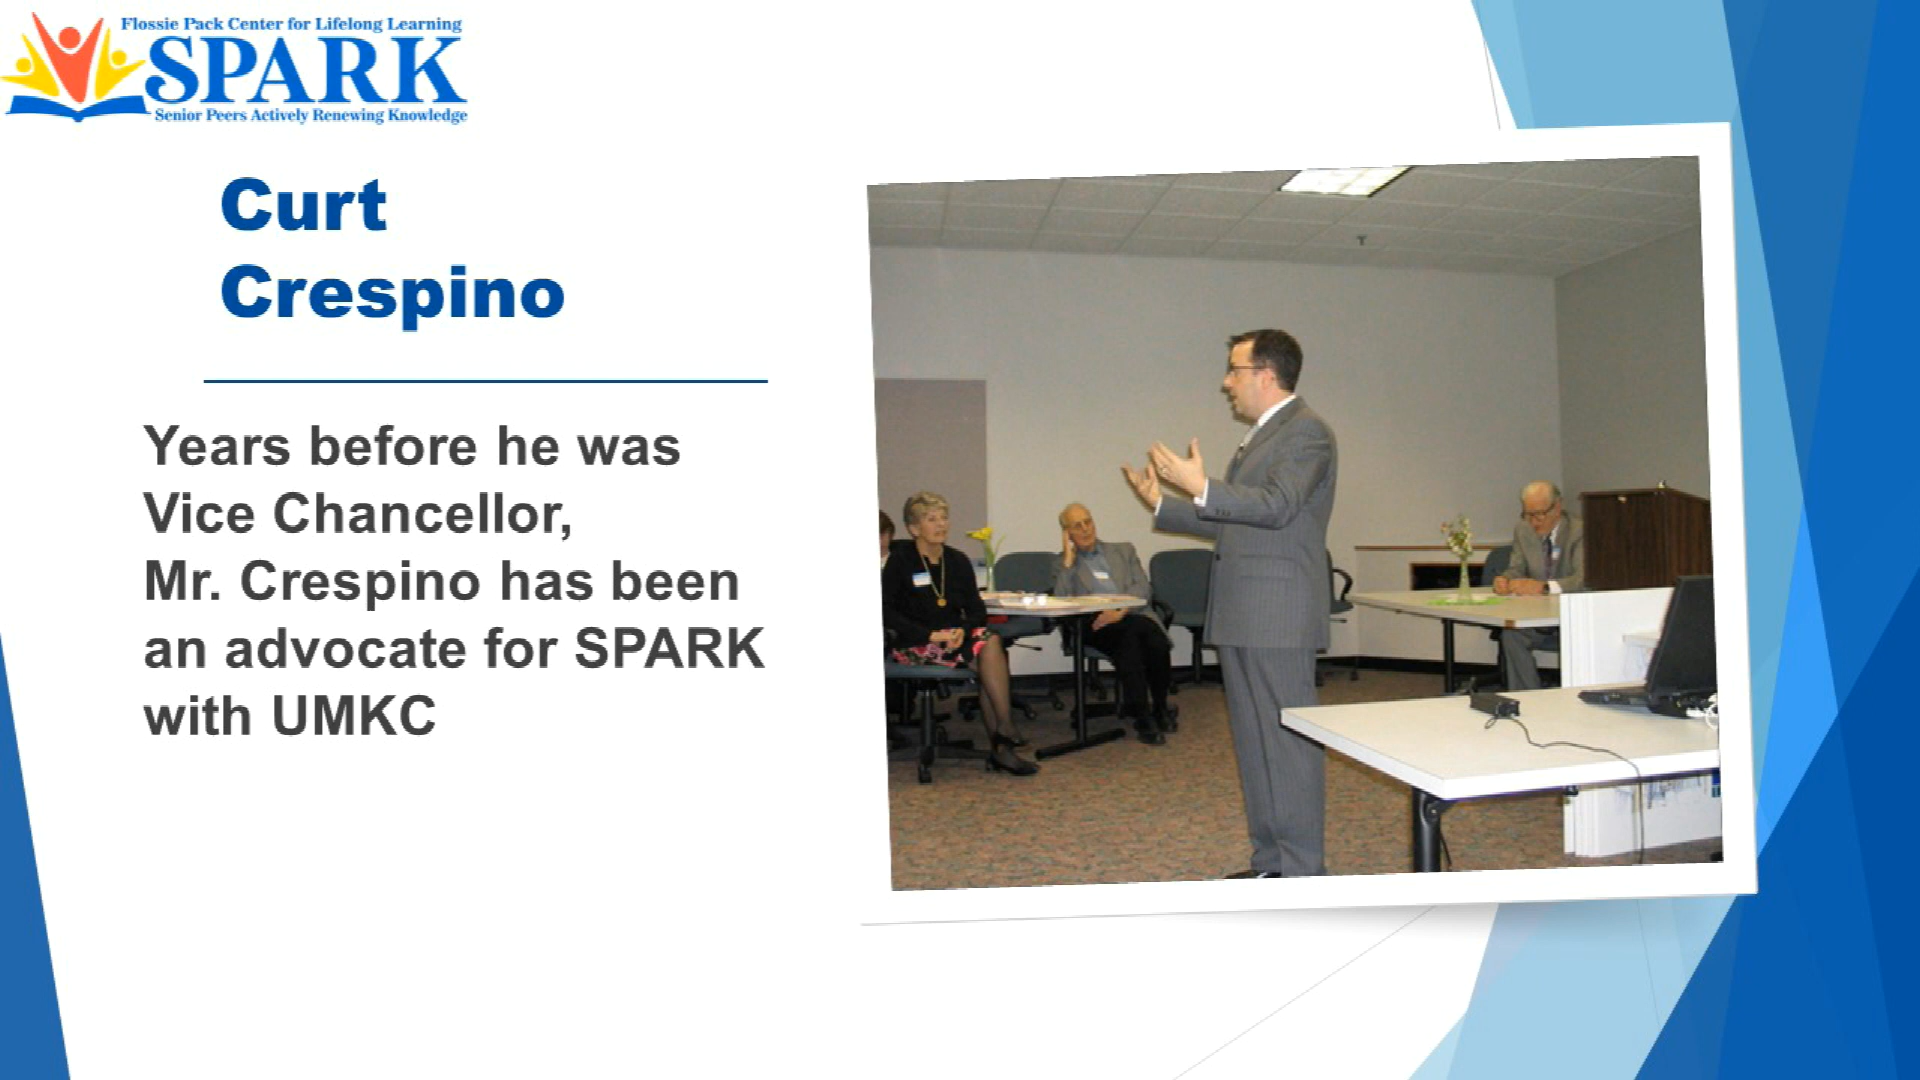 Flossie Pack Center for Lifelong Learning
SPARK
Senior Peers Actively Renewing Knowledge
Curt
Crespino
Years before he was
Vice Chancellor,
Mr. Crespino has been
an advocate for SPARK
with UMKC